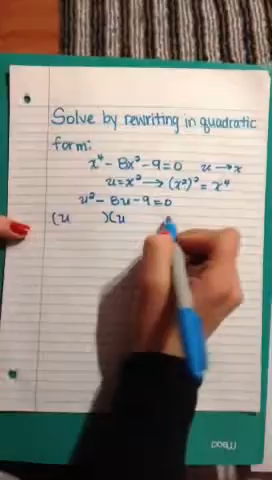 Solve by rewriting in quadratic
form:
x⁴ - 8x² - 9 = 0 u → x
u = x² → (x²)² = x⁴
u² - 8u - 9 = 0
(u )(u